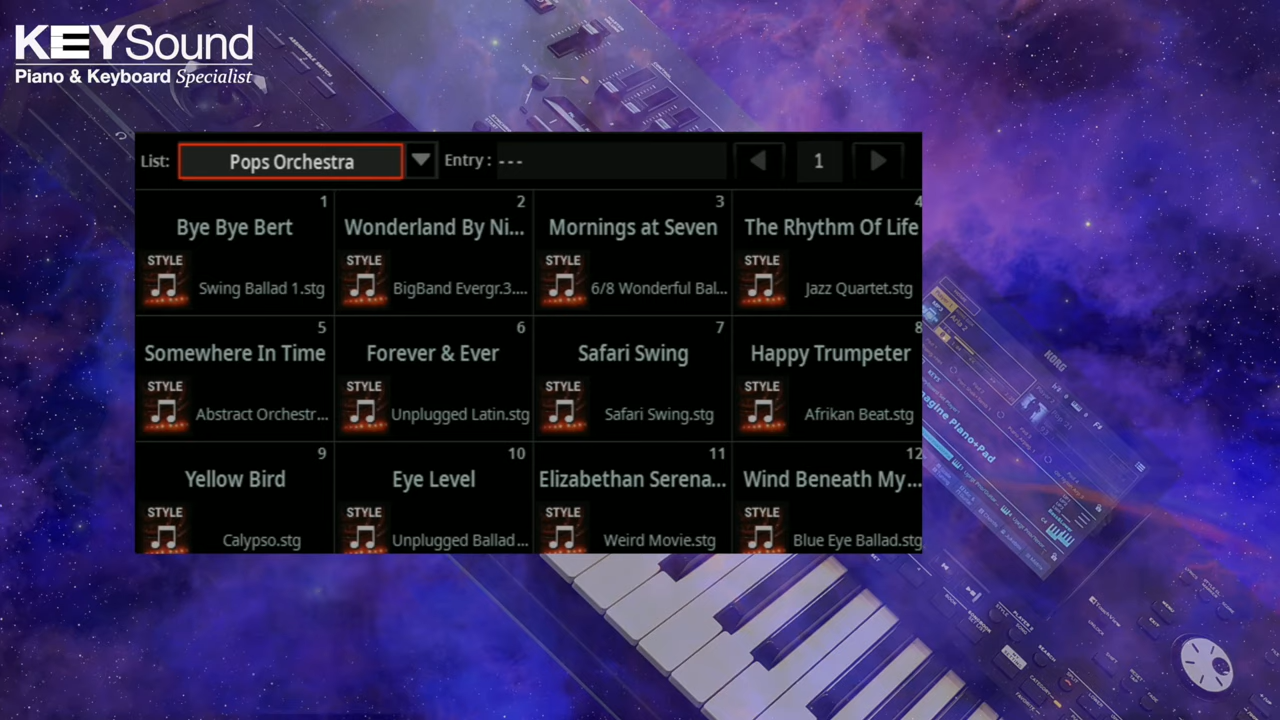 KEYSound
Piano & Keyboard Specialist
List: Pops Orchestra Entry: --- 1
1 2 3 4
Bye Bye Bert Wonderland By Ni... Mornings at Seven The Rhythm Of Life
STYLE STYLE STYLE STYLE
Swing Ballad 1.stg BigBand Evergr.3.... 6/8 Wonderful Bal... Jazz Quartet.stg
5 6 7 8
Somewhere In Time Forever & Ever Safari Swing Happy Trumpeter
STYLE STYLE STYLE STYLE
Abstract Orchestr... Unplugged Latin.stg Safari Swing.stg Afrikan Beat.stg
9 10 11 12
Yellow Bird Eye Level Elizabethan Serena... Wind Beneath My...
STYLE STYLE STYLE STYLE
Calypso.stg Unplugged Ballad... Weird Movie.stg Blue Eye Ballad.stg
KORG
agine Piano+Pad